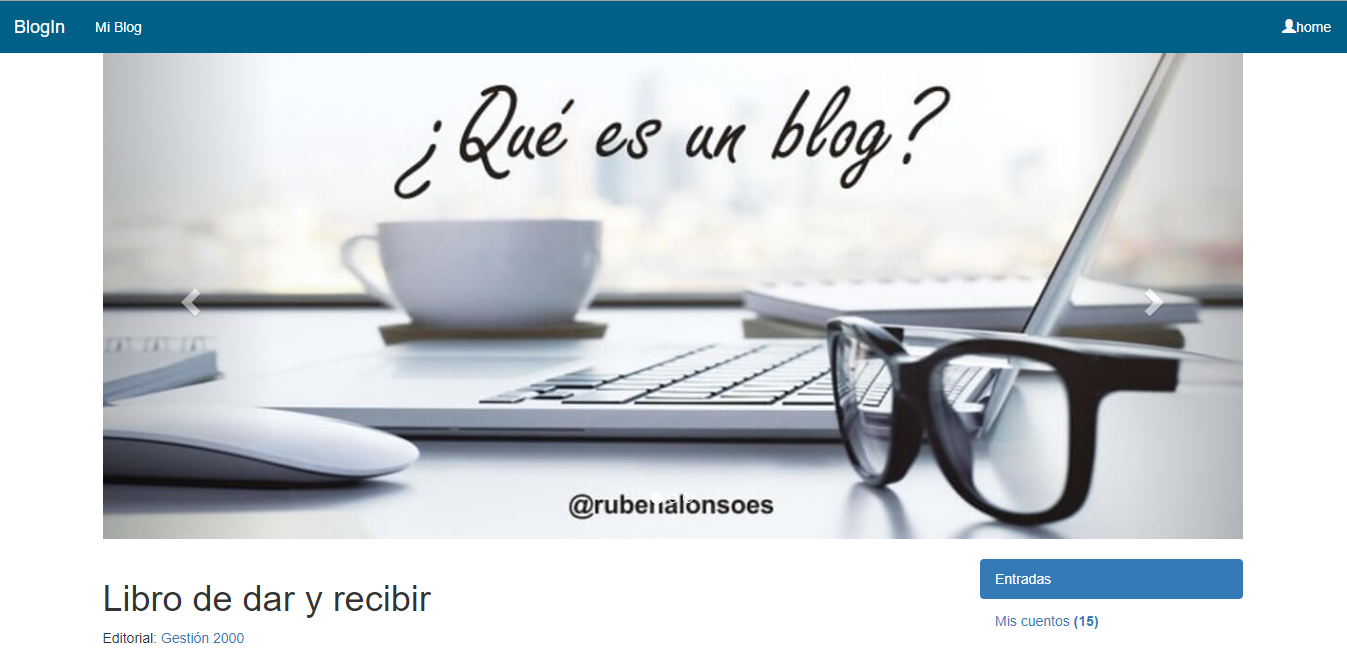 BlogIn Mi Blog home
¿Qué es un blog?
@rubenalonsoes
Libro de dar y recibir
Editorial: Gestión 2000
Entradas
Mis cuentos (15)